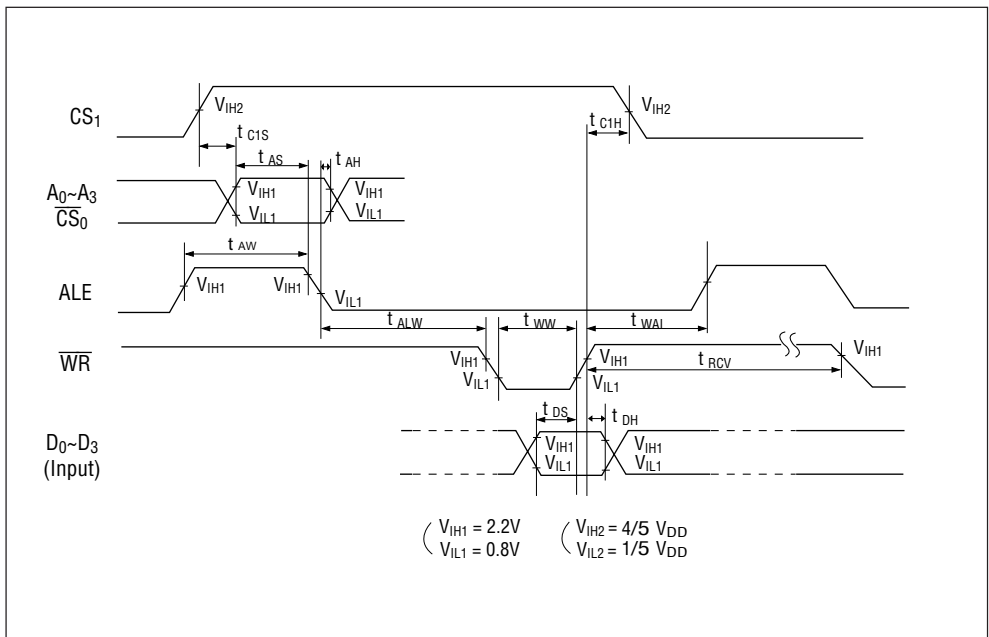 CS1
VIH2
VIH2
t C1S
t C1H
t AS
t AH
A0~A3
CS0
VIH1
VIL1
VIH1
VIL1
t AW
ALE
VIH1
VIH1
VIL1
t ALW
t WW
t WAL
WR
VIH1
VIL1
VIH1
VIL1
t RCV
VIH1
D0~D3
(Input)
t DS
t DH
VIH1
VIL1
VIH1
VIL1
( VIH1 = 2.2V
VIL1 = 0.8V
( VIH2 = 4/5 VDD
VIL2 = 1/5 VDD